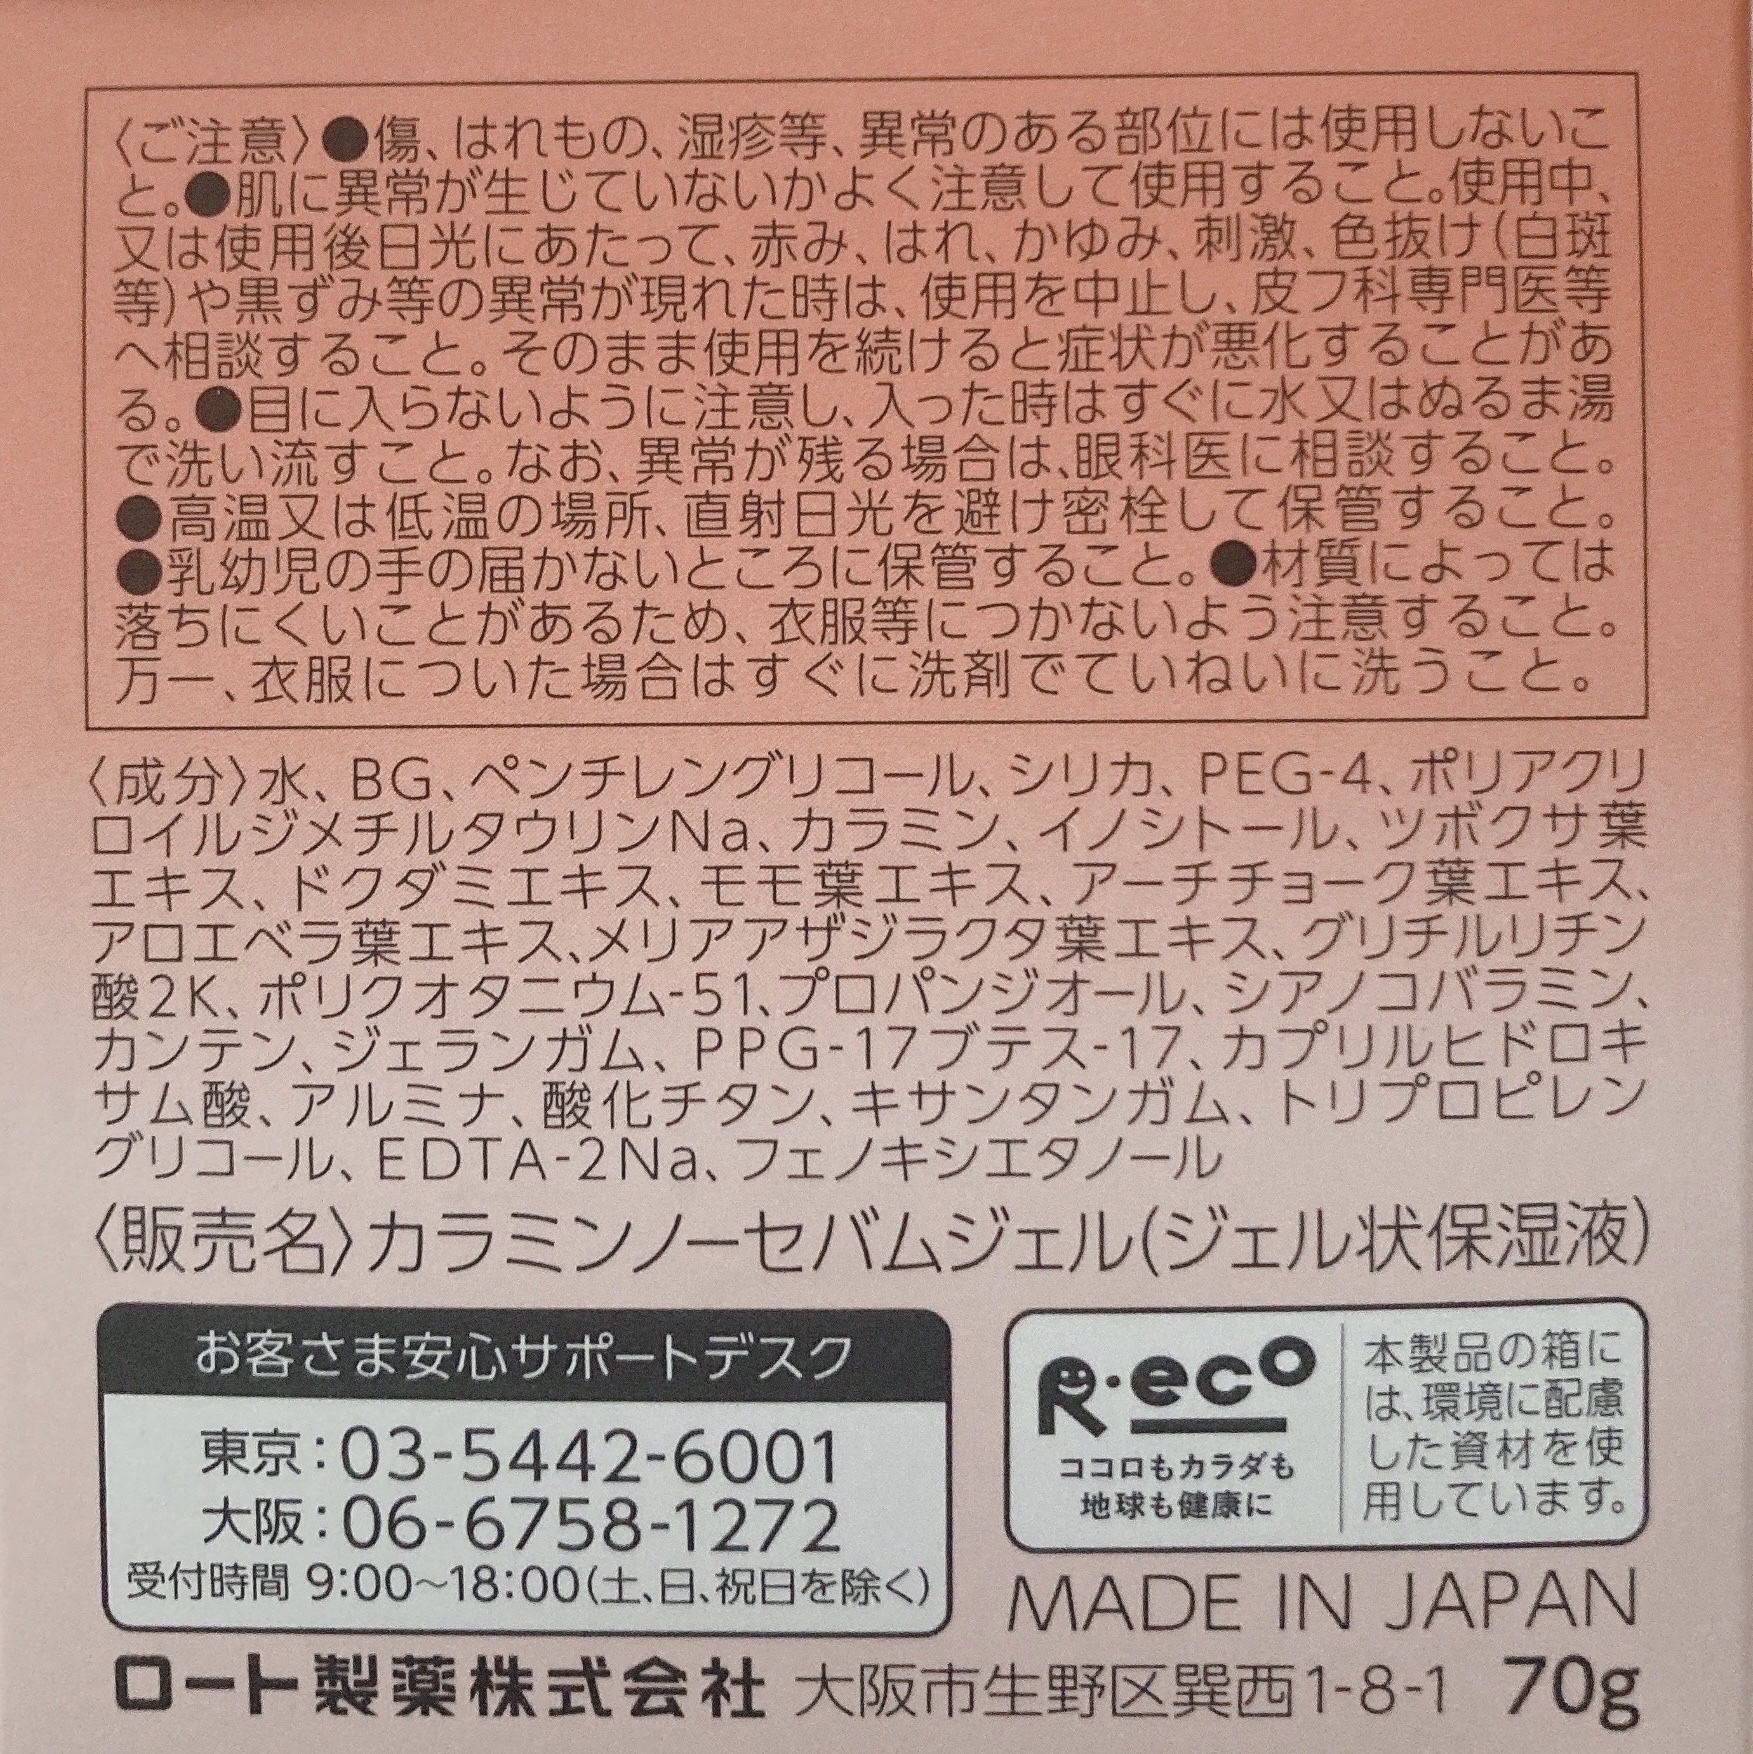 〈ご注意〉●傷、はれもの、湿疹等、異常のある部位には使用しないこ
と。●肌に異常が生じていないかよく注意して使用すること。使用中、
又は使用後日光にあたって、赤み、はれ、かゆみ、刺激、色抜け(白斑
等)や黒ずみ等の異常が現れた時は、使用を中止し、皮フ科専門医等
へ相談すること。そのまま使用を続けると症状が悪化することがあ
る。●目に入らないように注意し、入った時はすぐに水又はぬるま湯
で洗い流すこと。なお、異常が残る場合は、眼科医に相談すること。
●高温又は低温の場所、直射日光を避け密栓して保管すること。
●乳幼児の手の届かないところに保管すること。●材質によっては
落ちにくいことがあるため、衣服等につかないよう注意すること。
万一、衣服についた場合はすぐに洗剤でていねいに洗うこと。
〈成分〉水、BG、ペンチレングリコール、シリカ、PEG-4、ポリアクリ
ロイルジメチルタウリンNa、カラミン、イノシトール、ツボクサ葉
エキス、ドクダミエキス、モモ葉エキス、アーチチョーク葉エキス、
アロエベラ葉エキス、メリアアザジラクタ葉エキス、グリチルリチン
酸2K、ポリクオタニウム-51、プロパンジオール、シアノコバラミン、
カンテン、ジェランガム、PPG-17ブテス-17、カプリルヒドロキ
サム酸、アルミナ、酸化チタン、キサンタンガム、トリプロピレン
グリコール、EDTA-2Na、フェノキシエタノール
〈販売名〉カラミンノーセバムジェル(ジェル状保湿液)
お客さま安心サポートデスク
東京:03-5442-6001
大阪:06-6758-1272
受付時間 9:00~18:00(土、日、祝日を除く)
R・eco
ココロもカラダも
地球も健康に
本製品の箱に
は、環境に配慮
した資材を使
用しています。
MADE IN JAPAN
ロート製薬株式会社 大阪市生野区巽西1-8-1 70g